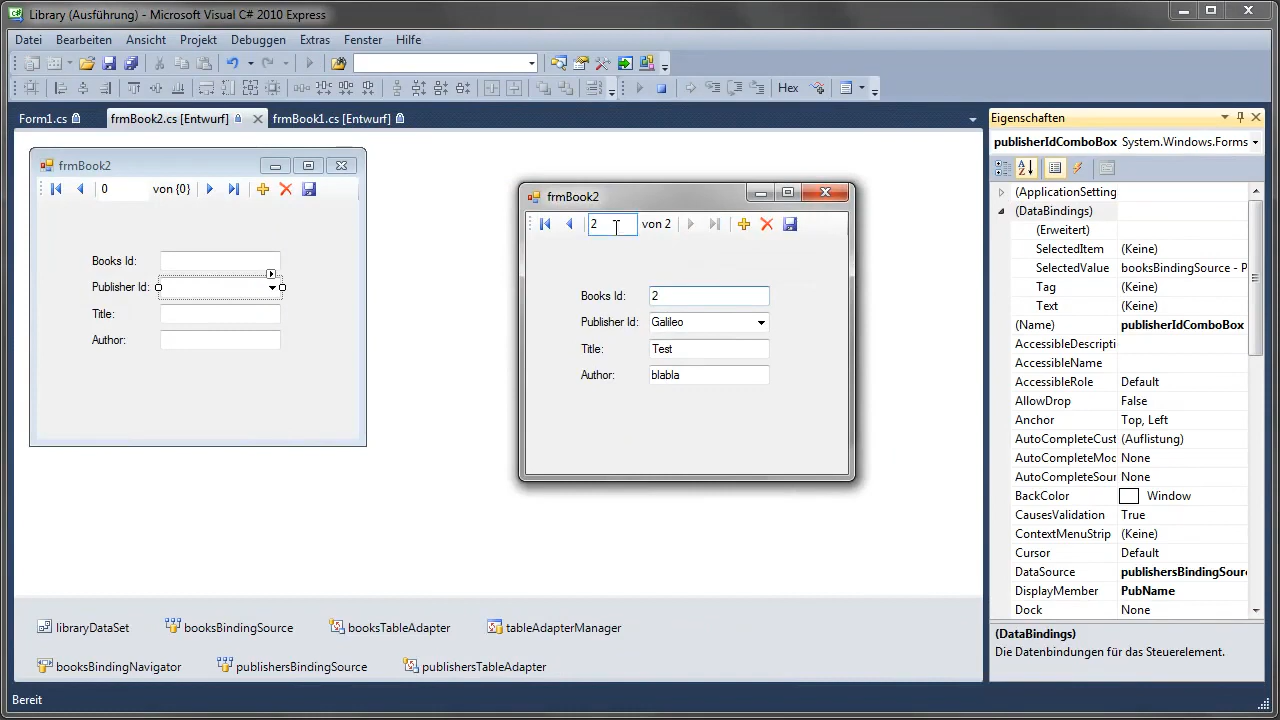 Library (Ausführung) - Microsoft Visual C# 2010 Express
Datei Bearbeiten Ansicht Projekt Debuggen Extras Fenster Hilfe
Hex
Form1.cs frmBook2.cs [Entwurf] frmBook1.cs [Entwurf]
frmBook2
0 von {0}
Books Id:
Publisher Id:
Title:
Author:
frmBook2
2 von 2
Books Id: 2
Publisher Id: Galileo
Title: Test
Author: blabla
libraryDataSet booksBindingSource booksTableAdapter tableAdapterManager
booksBindingNavigator publishersBindingSource publishersTableAdapter
Eigenschaften
publisherIdComboBox System.Windows.Forms
(ApplicationSetting
(DataBindings)
(Erweitert)
SelectedItem (Keine)
SelectedValue booksBindingSource - P
Tag (Keine)
Text (Keine)
(Name) publisherIdComboBox
AccessibleDescripti
AccessibleName
AccessibleRole Default
AllowDrop False
Anchor Top, Left
AutoCompleteCust (Auflistung)
AutoCompleteMod None
AutoCompleteSour None
BackColor Window
CausesValidation True
ContextMenuStrip (Keine)
Cursor Default
DataSource publishersBindingSourc
DisplayMember PubName
Dock None
(DataBindings)
Die Datenbindungen für das Steuerelement.
Bereit